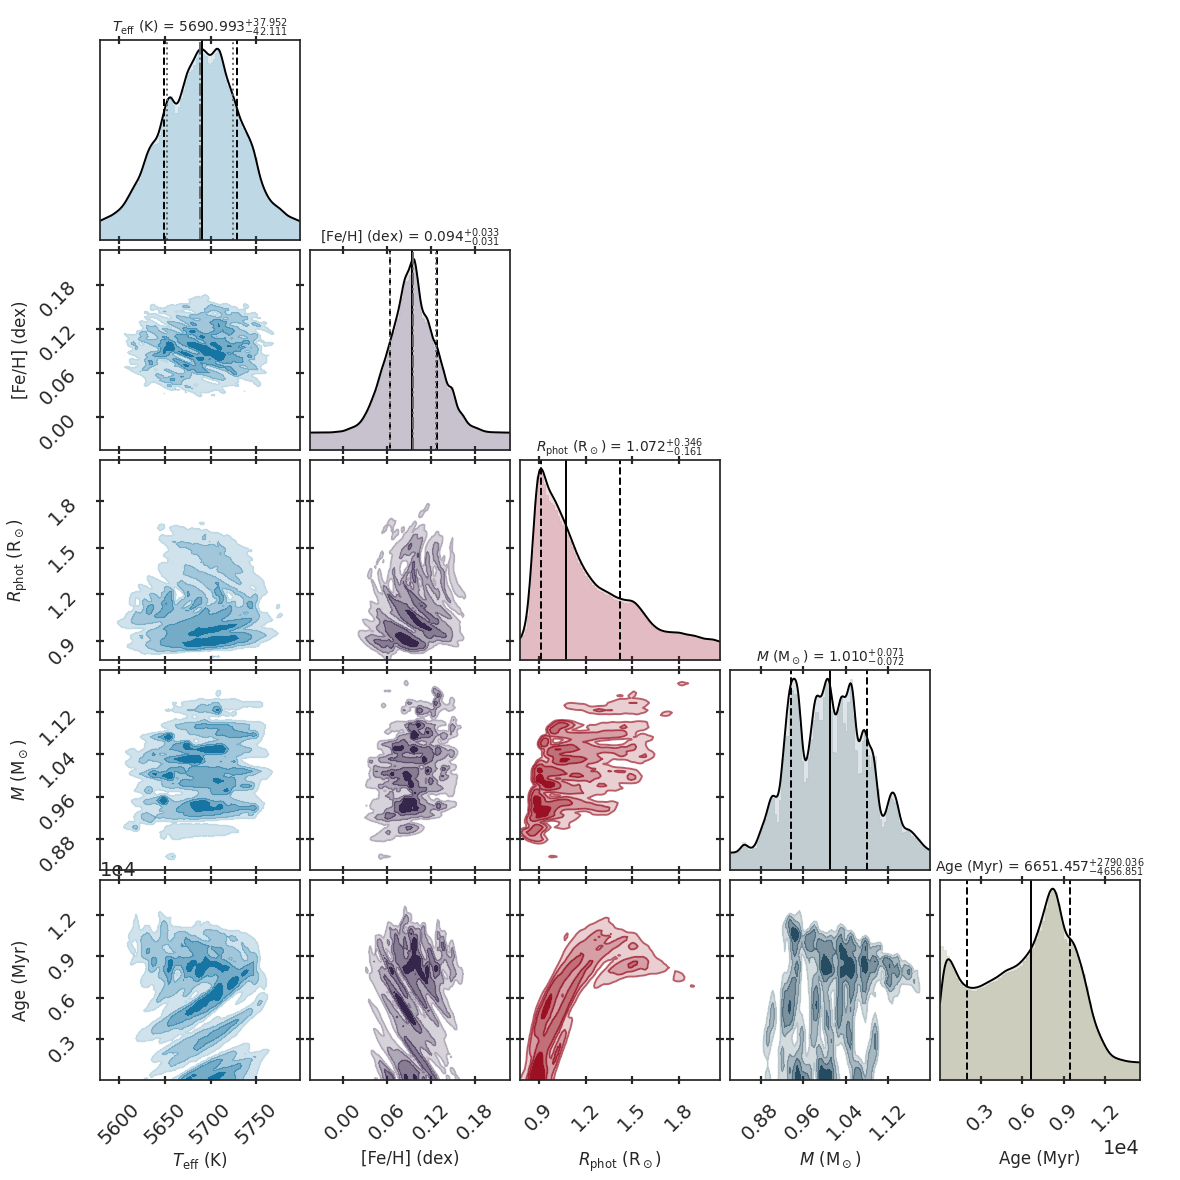 T_eff (K) = 5690.993 +37.952 −42.111
[Fe/H] (dex) = 0.094 +0.033 −0.031
[Fe/H] (dex)
0.18
0.12
0.06
0.00
R_phot (R⊙) = 1.072 +0.346 −0.161
R_phot (R⊙)
1.8
1.5
1.2
0.9
M (M⊙) = 1.010 +0.071 −0.072
M (M⊙)
1.12
1.04
0.96
0.88
Age (Myr) = 6651.457 +2790.036 −4656.851
1e4
Age (Myr)
1.2
0.9
0.6
0.3
5600 5650 5700 5750 0.00 0.06 0.12 0.18 0.9 1.2 1.5 1.8 0.88 0.96 1.04 1.12 0.3 0.6 0.9 1.2
1e4
T_eff (K) [Fe/H] (dex) R_phot (R⊙) M (M⊙) Age (Myr)